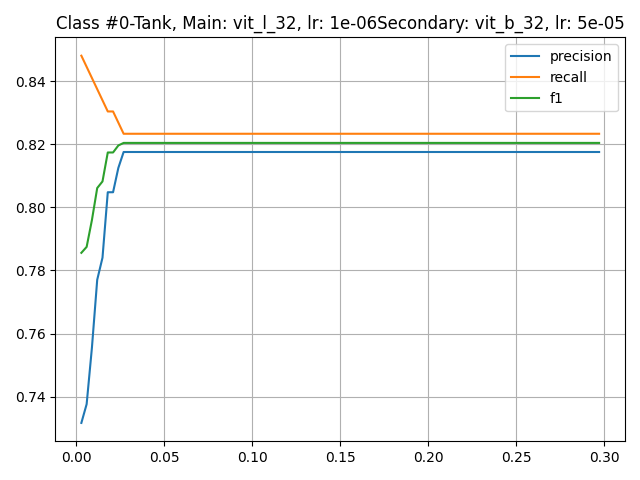 Class #0-Tank, Main: vit_l_32, lr: 1e-06Secondary: vit_b_32, lr: 5e-05
precision
recall
f1
0.84
0.82
0.80
0.78
0.76
0.74
0.00 0.05 0.10 0.15 0.20 0.25 0.30